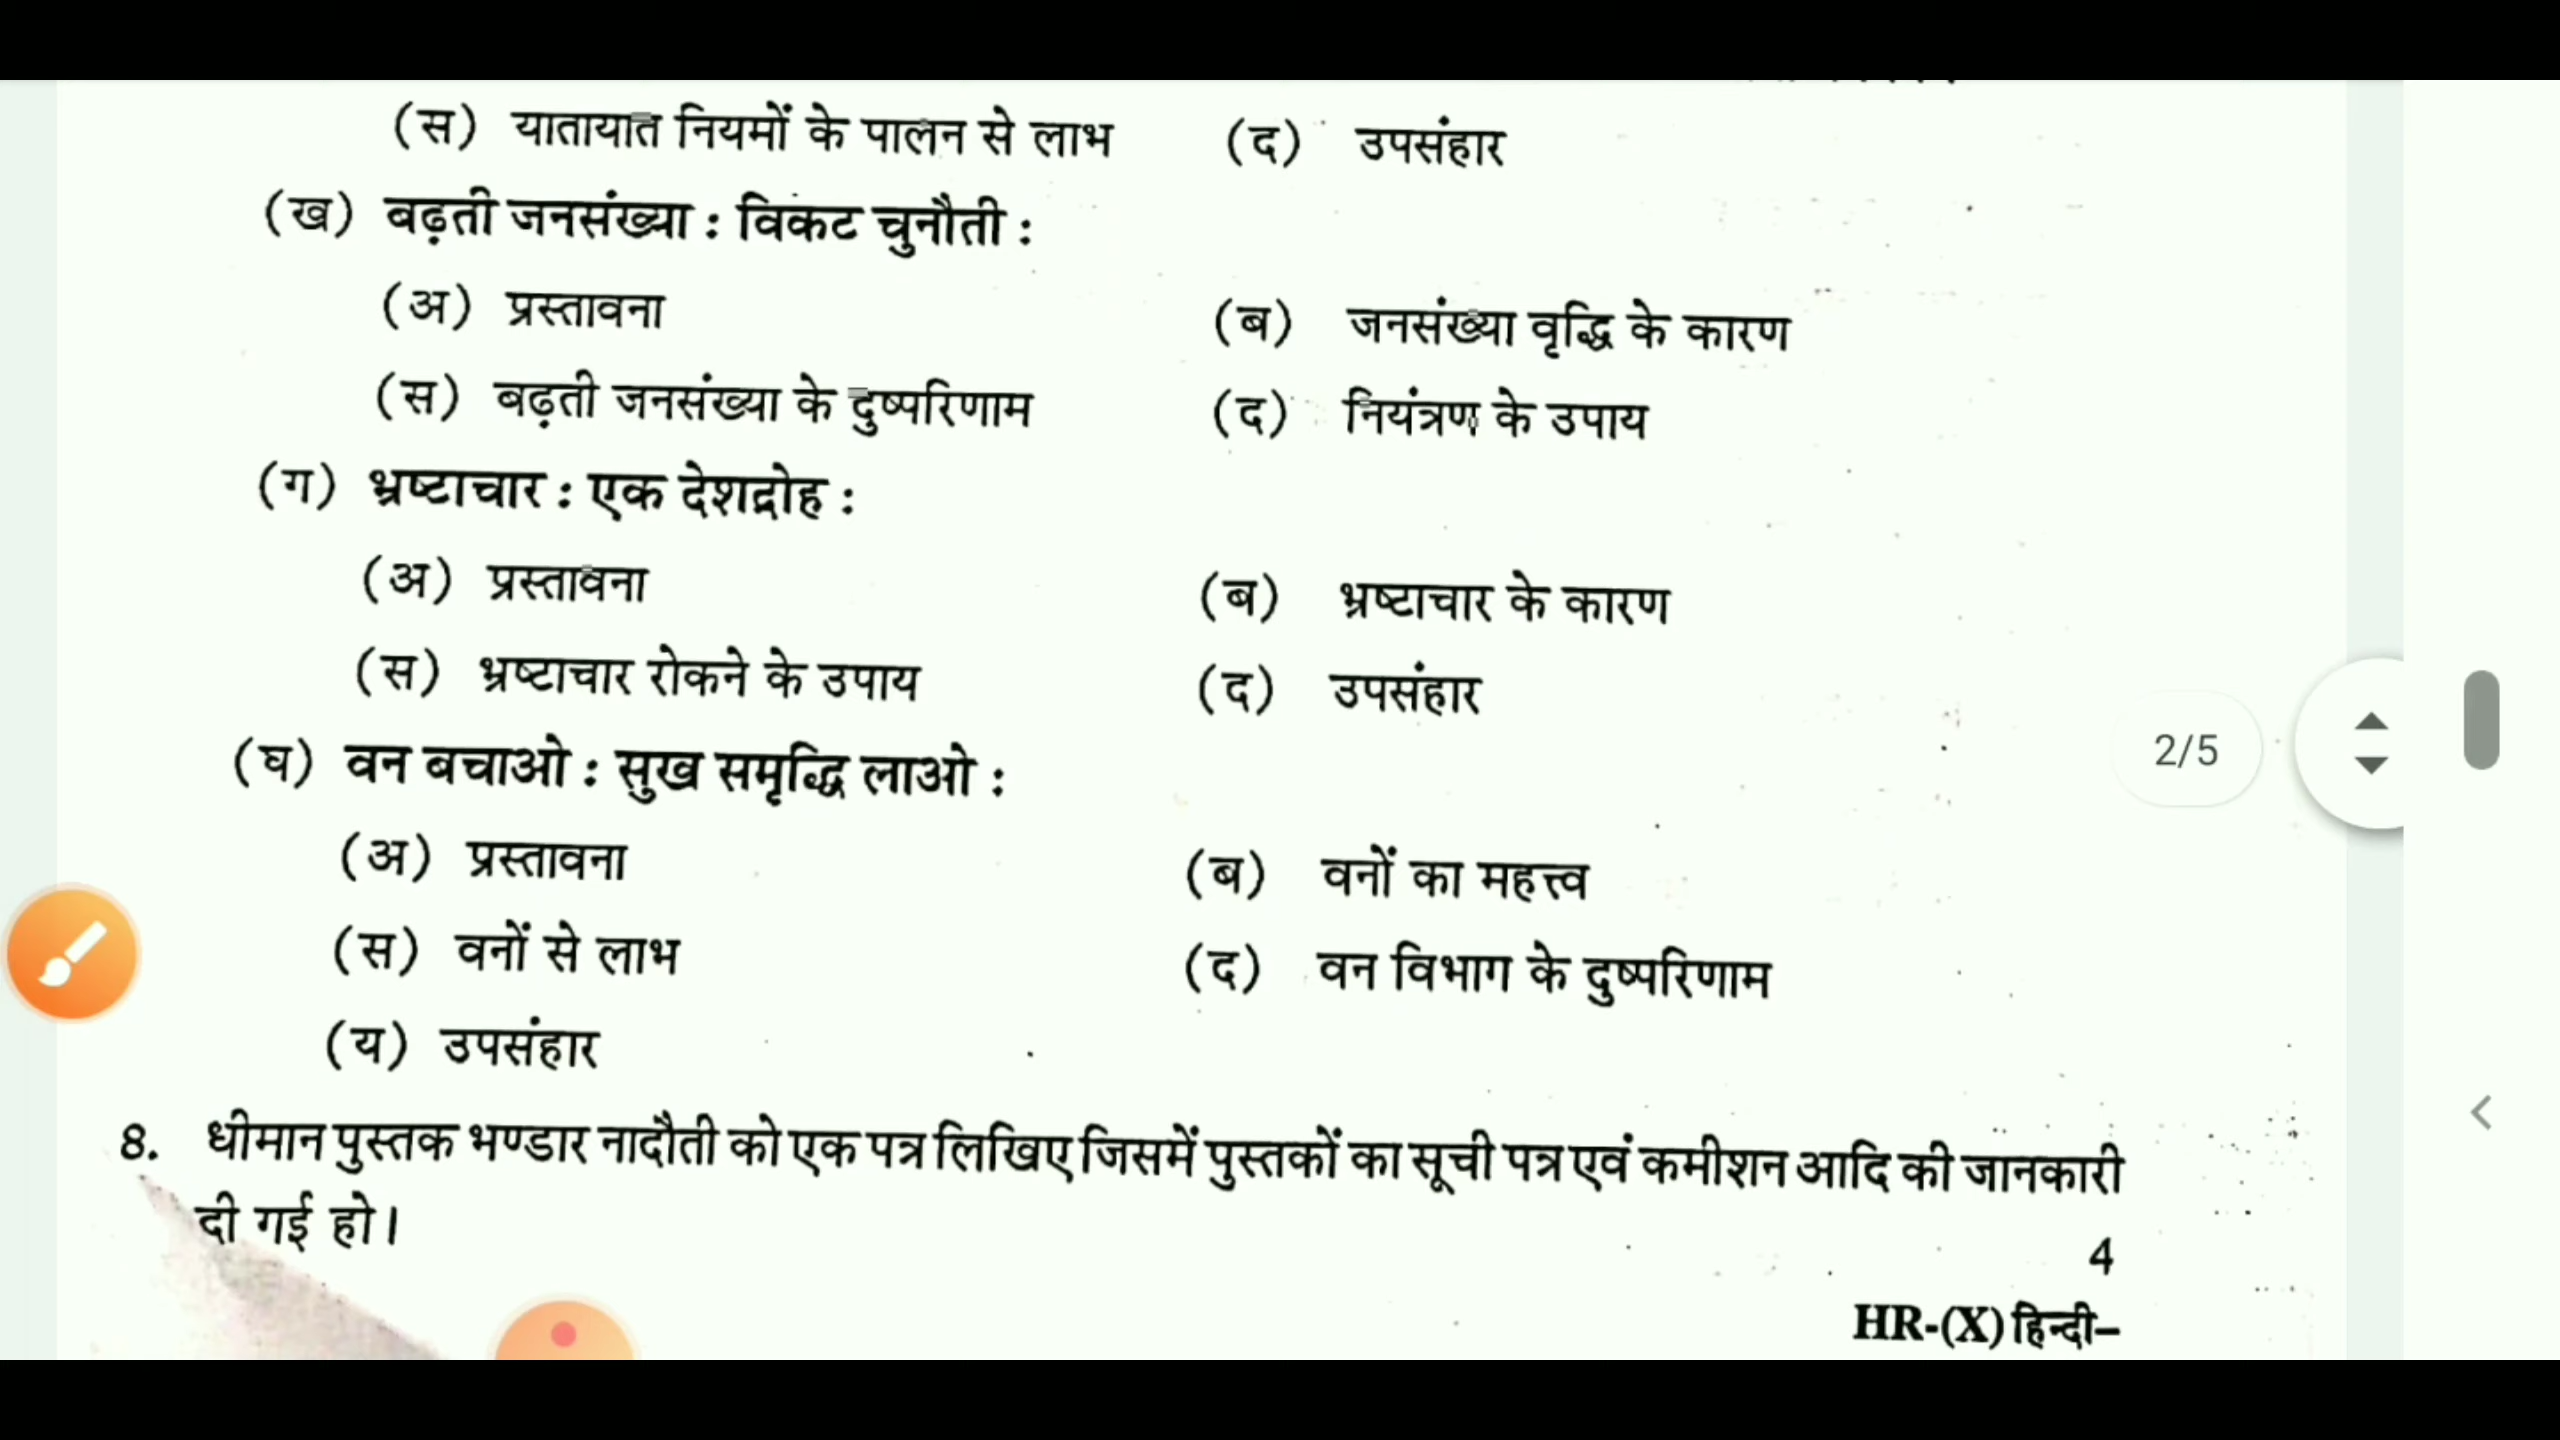 (स) यातायात नियमों के पालन से लाभ (द) उपसंहार
(ख) बढ़ती जनसंख्या : विकट चुनौती :
(अ) प्रस्तावना (ब) जनसंख्या वृद्धि के कारण
(स) बढ़ती जनसंख्या के दुष्परिणाम (द) नियंत्रण के उपाय
(ग) भ्रष्टाचार : एक देशद्रोह :
(अ) प्रस्तावना (ब) भ्रष्टाचार के कारण
(स) भ्रष्टाचार रोकने के उपाय (द) उपसंहार
(घ) वन बचाओ : सुख समृद्धि लाओ :
2/5
(अ) प्रस्तावना (ब) वनों का महत्त्व
(स) वनों से लाभ (द) वन विभाग के दुष्परिणाम
(य) उपसंहार
8. धीमान पुस्तक भण्डार नादौती को एक पत्र लिखिए जिसमें पुस्तकों का सूची पत्र एवं कमीशन आदि की जानकारी
दी गई हो। 4
HR-(X) हिन्दी–